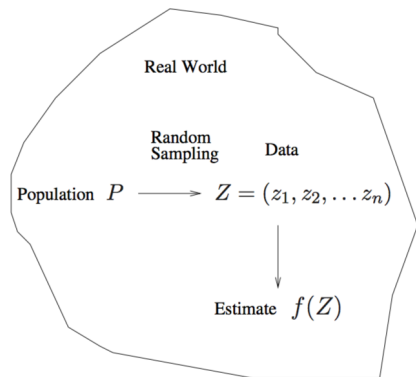 Real World
Random
Sampling
Data
Population P
Z = (z₁, z₂, . . . zₙ)
Estimate f(Z)